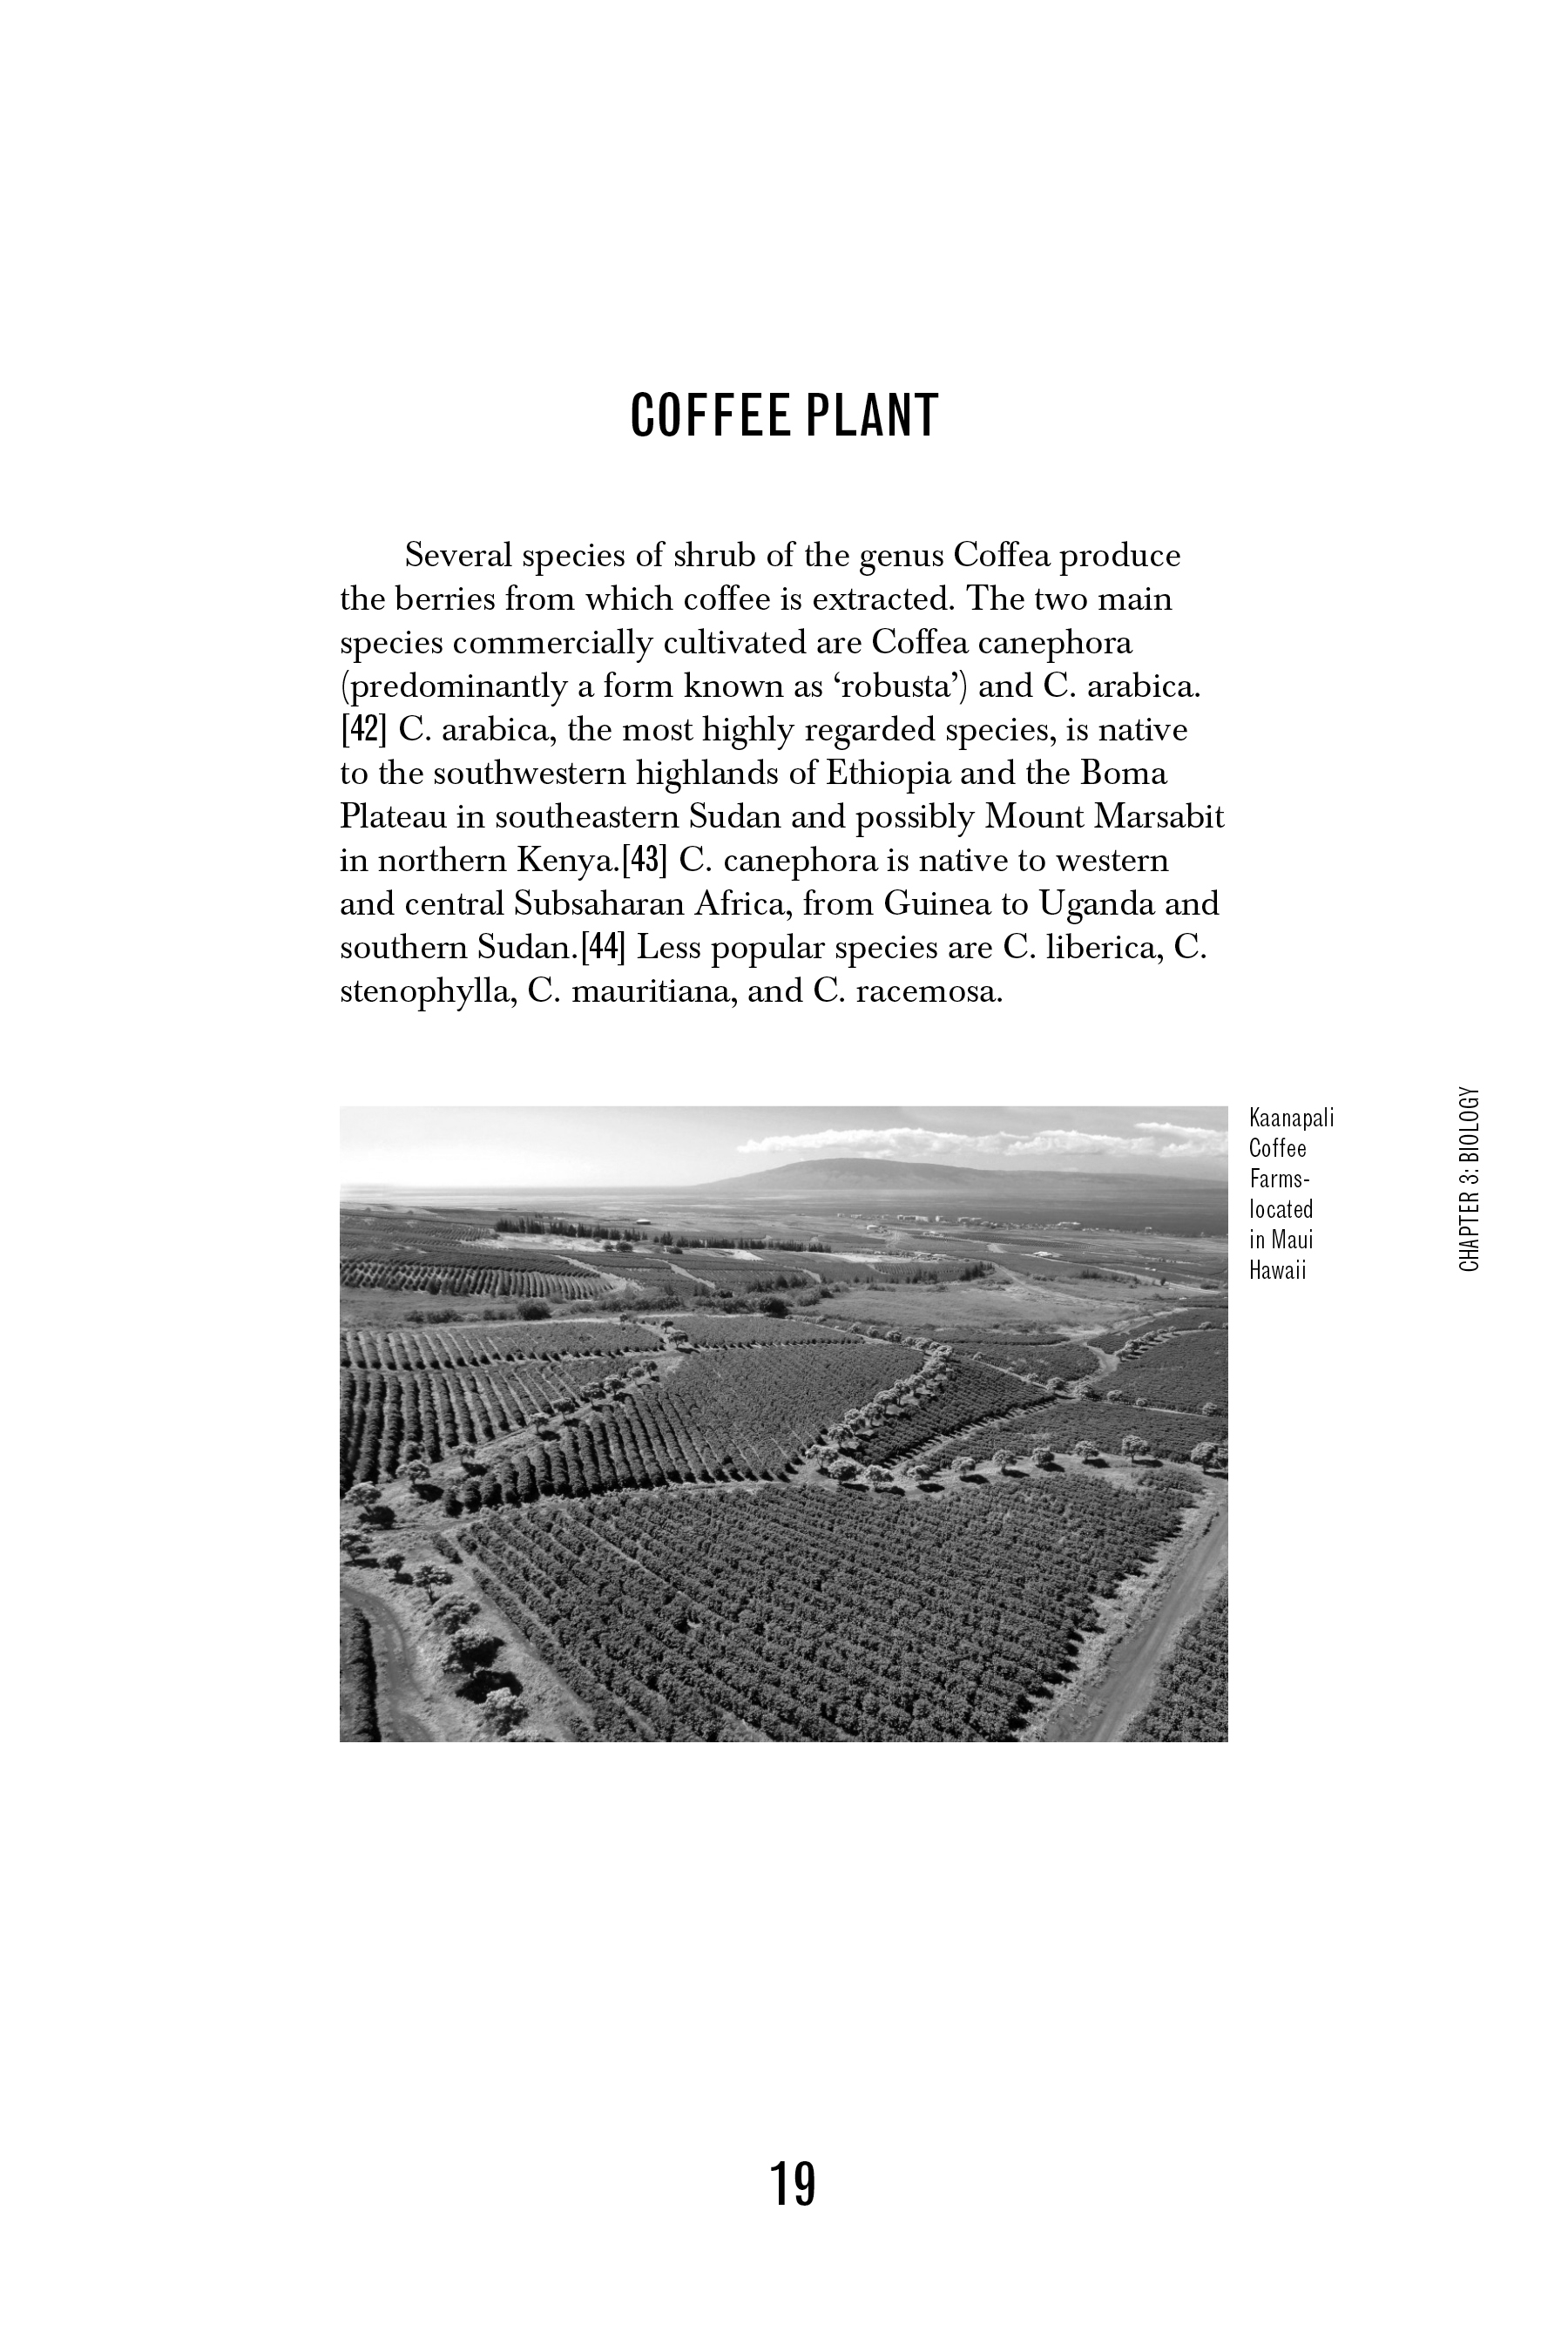 COFFEE PLANT
Several species of shrub of the genus Coffea produce
the berries from which coffee is extracted. The two main
species commercially cultivated are Coffea canephora
(predominantly a form known as ‘robusta’) and C. arabica.
[42] C. arabica, the most highly regarded species, is native
to the southwestern highlands of Ethiopia and the Boma
Plateau in southeastern Sudan and possibly Mount Marsabit
in northern Kenya.[43] C. canephora is native to western
and central Subsaharan Africa, from Guinea to Uganda and
southern Sudan.[44] Less popular species are C. liberica, C.
stenophylla, C. mauritiana, and C. racemosa.
Kaanapali
Coffee
Farms-
located
in Maui
Hawaii
CHAPTER 3: BIOLOGY
19